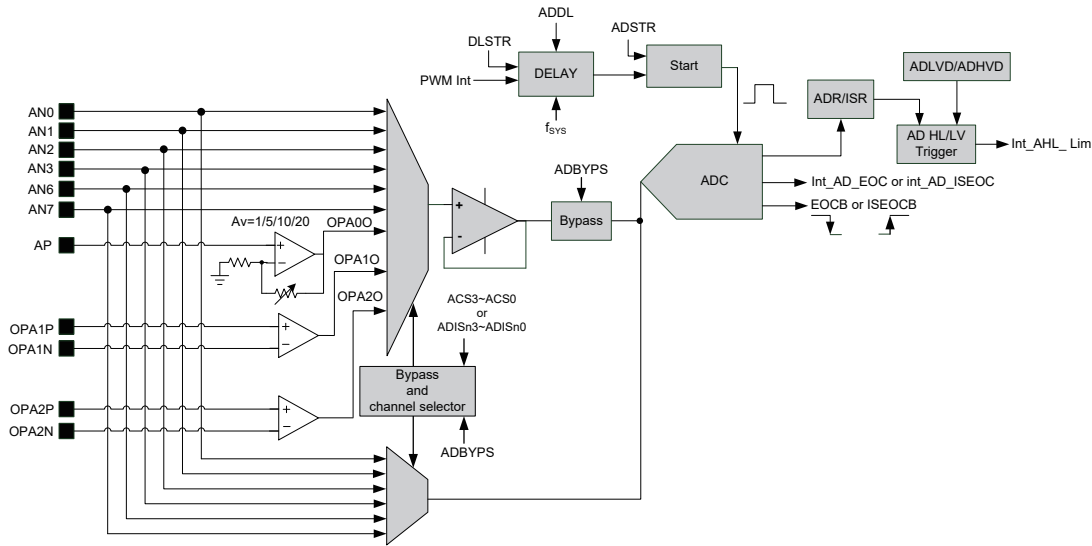 ADDL
DLSTR
PWM Int
DELAY
fSYS
ADSTR
Start
ADLVD/ADHVD
ADR/ISR
AD HL/LV
Trigger
Int_AHL_ Lim
AN0
AN1
AN2
AN3
AN6
AN7
AP
Av=1/5/10/20
OPA0O
+
−
OPA1O
OPA2O
+
-
ADBYPS
Bypass
ADC
Int_AD_EOC or int_AD_ISEOC
EOCB or ISEOCB
OPA1P
OPA1N
+
−
ACS3~ACS0
or
ADISn3~ADISn0
Bypass
and
channel selector
ADBYPS
OPA2P
OPA2N
+
−